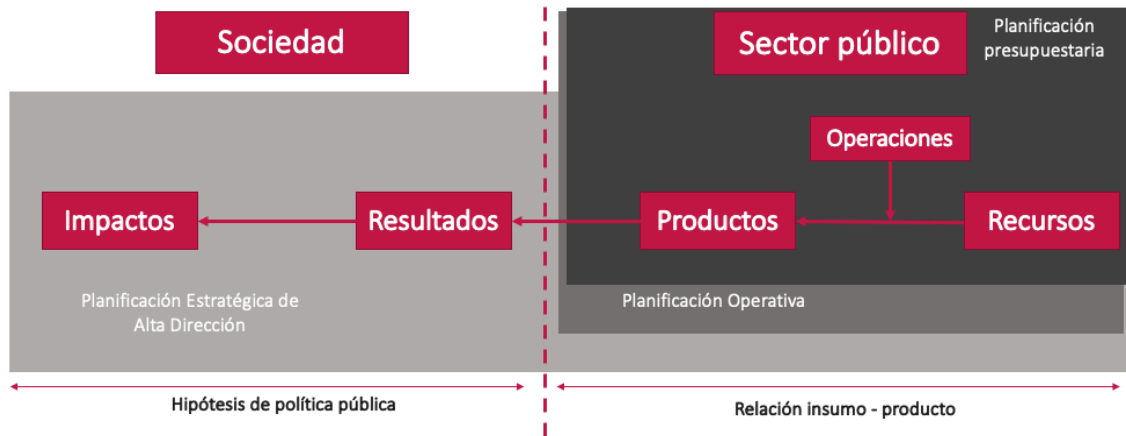 Sociedad
Sector público
Planificación
presupuestaria
Operaciones
Impactos
Resultados
Productos
Recursos
Planificación Estratégica de
Alta Dirección
Planificación Operativa
Hipótesis de política pública
Relación insumo - producto